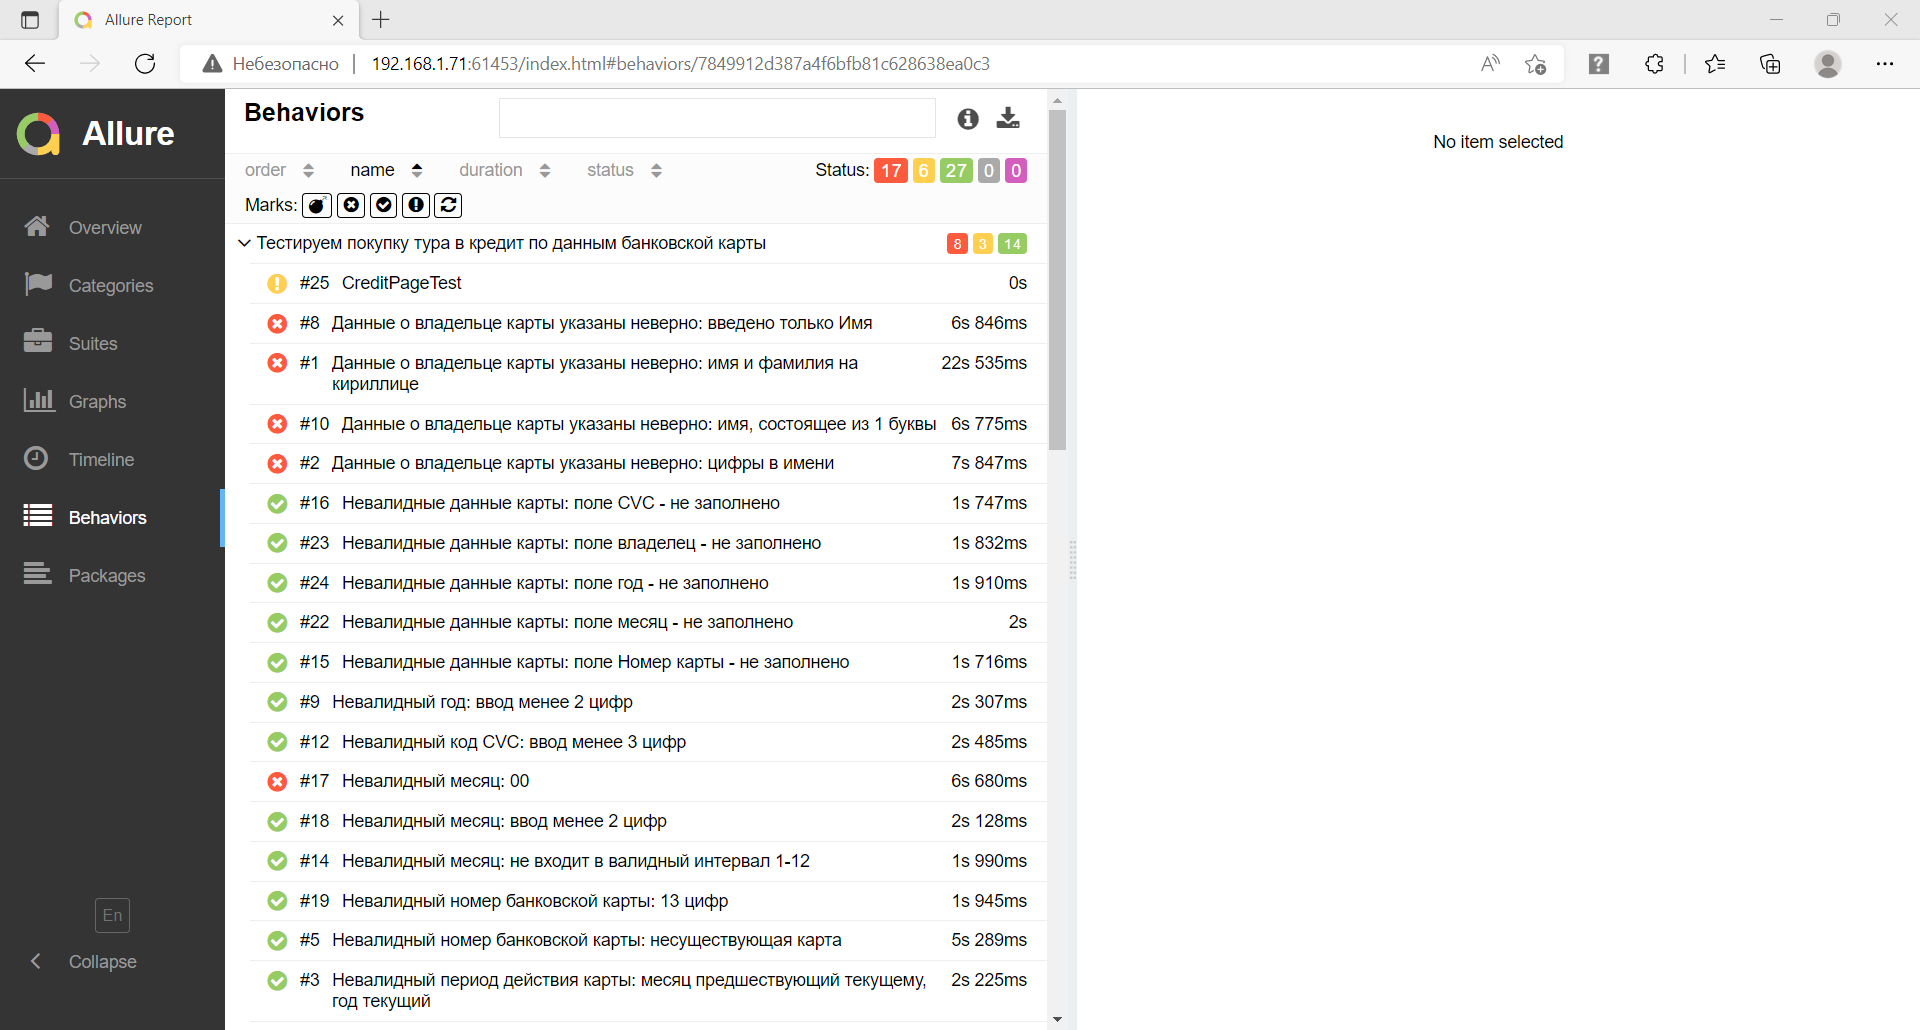 Allure Report
Небезопасно
192.168.1.71:61453/index.html#behaviors/7849912d387a4f6bfb81c628638ea0c3
Allure
Overview
Categories
Suites
Graphs
Timeline
Behaviors
Packages
En
Collapse
Behaviors
order name duration status Status: 17 6 27 0 0
Marks:
Тестируем покупку тура в кредит по данным банковской карты 8 3 14
#25 CreditPageTest 0s
#8 Данные о владельце карты указаны неверно: введено только Имя 6s 846ms
#1 Данные о владельце карты указаны неверно: имя и фамилия на 22s 535ms
кириллице
#10 Данные о владельце карты указаны неверно: имя, состоящее из 1 буквы 6s 775ms
#2 Данные о владельце карты указаны неверно: цифры в имени 7s 847ms
#16 Невалидные данные карты: поле CVC - не заполнено 1s 747ms
#23 Невалидные данные карты: поле владелец - не заполнено 1s 832ms
#24 Невалидные данные карты: поле год - не заполнено 1s 910ms
#22 Невалидные данные карты: поле месяц - не заполнено 2s
#15 Невалидные данные карты: поле Номер карты - не заполнено 1s 716ms
#9 Невалидный год: ввод менее 2 цифр 2s 307ms
#12 Невалидный код CVC: ввод менее 3 цифр 2s 485ms
#17 Невалидный месяц: 00 6s 680ms
#18 Невалидный месяц: ввод менее 2 цифр 2s 128ms
#14 Невалидный месяц: не входит в валидный интервал 1-12 1s 990ms
#19 Невалидный номер банковской карты: 13 цифр 1s 945ms
#5 Невалидный номер банковской карты: несуществующая карта 5s 289ms
#3 Невалидный период действия карты: месяц предшествующий текущему, 2s 225ms
год текущий
No item selected